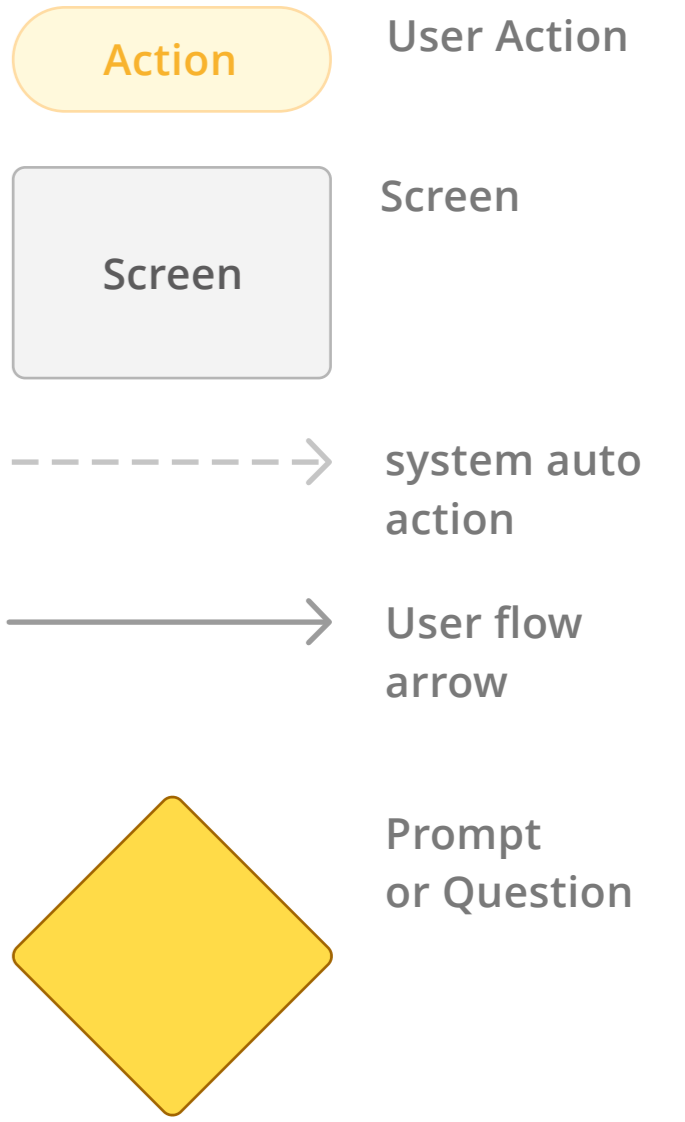 Action
User Action
Screen
Screen
system auto
action
User flow
arrow
Prompt
or Question